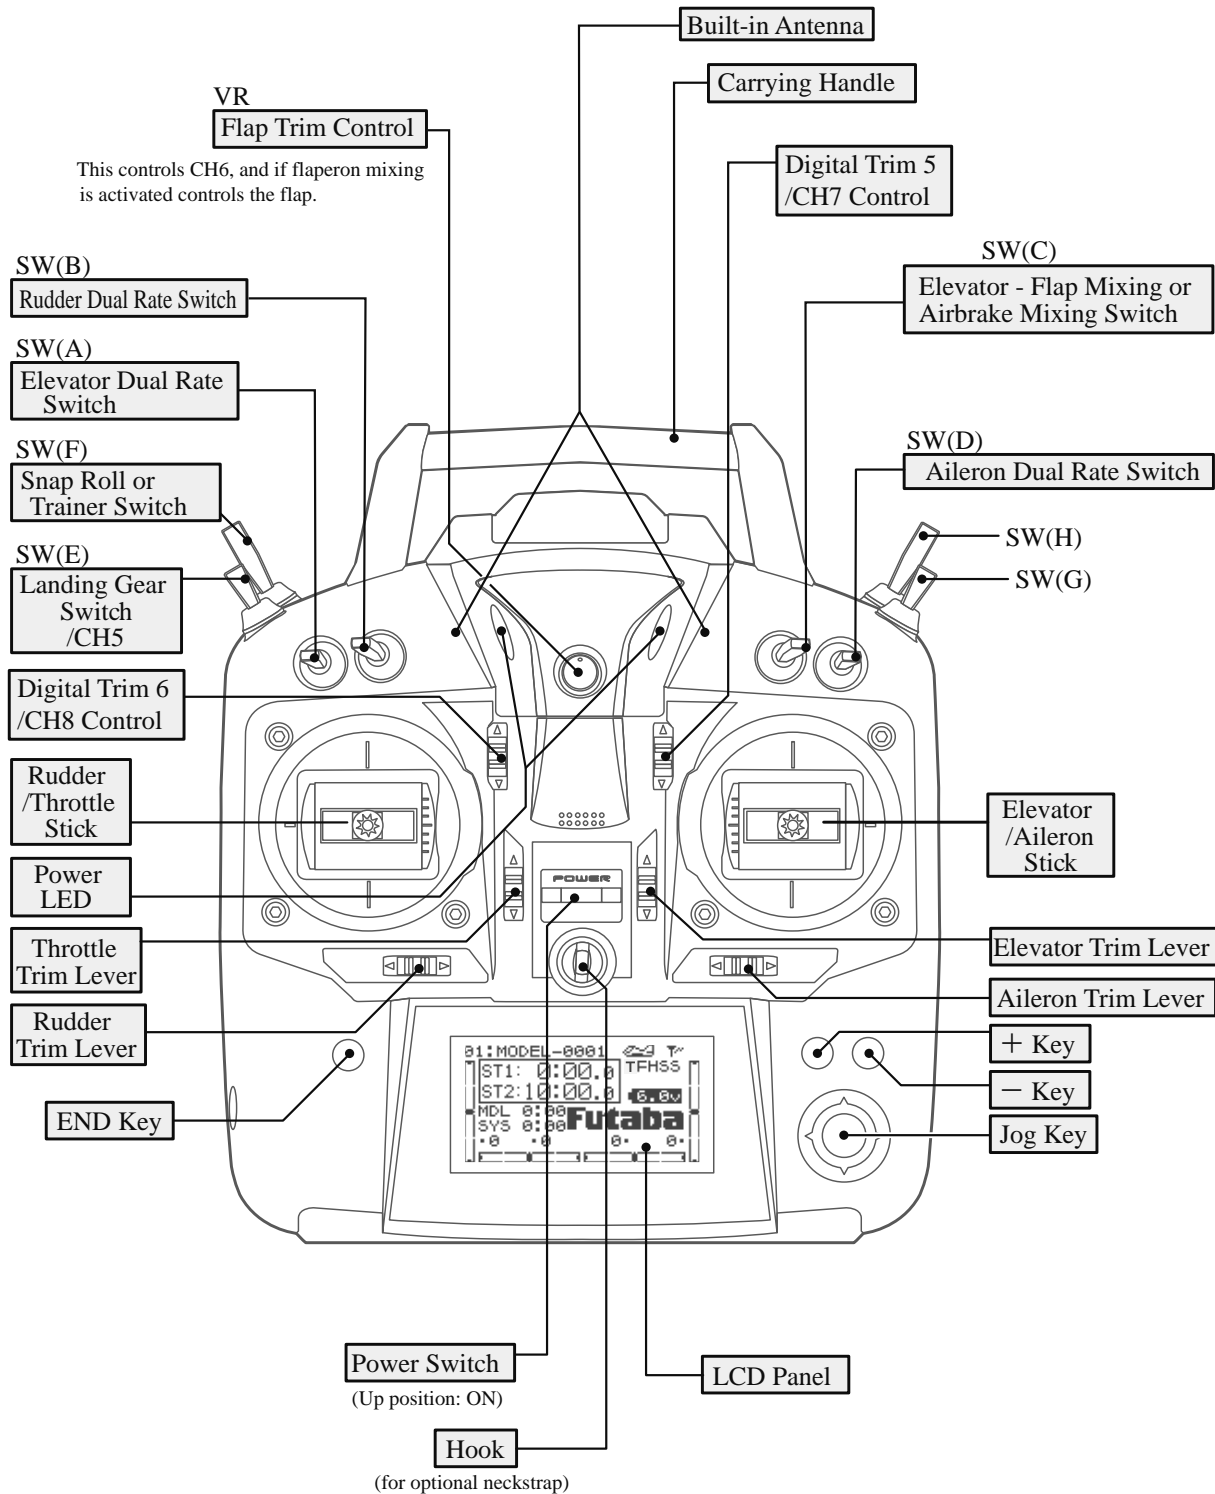 Built-in Antenna
Carrying Handle
VR
Flap Trim Control
This controls CH6, and if flaperon mixing
is activated controls the flap.
Digital Trim 5
/CH7 Control
SW(B)
Rudder Dual Rate Switch
SW(C)
Elevator - Flap Mixing or
Airbrake Mixing Switch
SW(A)
Elevator Dual Rate
Switch
SW(F)
Snap Roll or
Trainer Switch
SW(D)
Aileron Dual Rate Switch
SW(E)
Landing Gear
Switch
/CH5
SW(H)
SW(G)
Digital Trim 6
/CH8 Control
Rudder
/Throttle
Stick
Elevator
/Aileron
Stick
Power
LED
POWER
Throttle
Trim Lever
Elevator Trim Lever
Rudder
Trim Lever
Aileron Trim Lever
+ Key
− Key
Jog Key
END Key
01:MODEL-0001
TFHSS
ST1: 0:00.0
ST2:10:00.0
0.0V
MDL 0:00
SYS 0:00
Futaba
0 0 0 0
Power Switch
(Up position: ON)
LCD Panel
Hook
(for optional neckstrap)